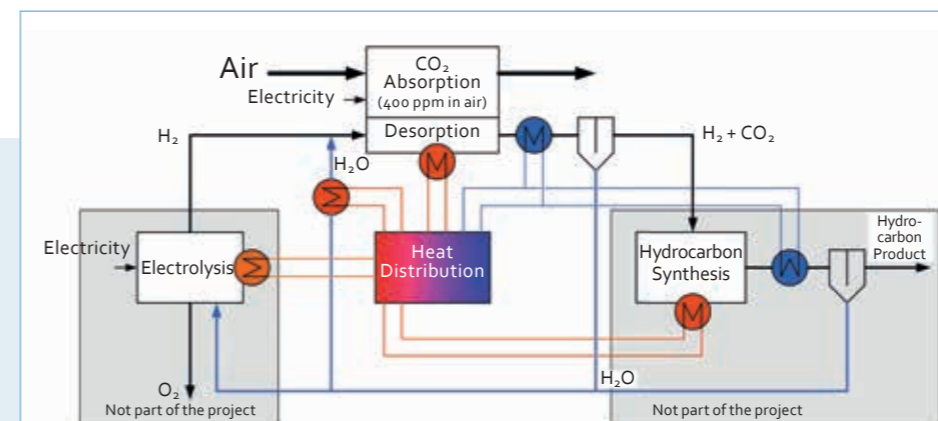 Air
CO₂
Absorption
(400 ppm in air)
Electricity
Desorption
H₂
H₂O
H₂ + CO₂
Electricity
Electrolysis
Heat
Distribution
Hydrocarbon
Synthesis
Hydro-
carbon
Product
O₂
H₂O
Not part of the project
Not part of the project